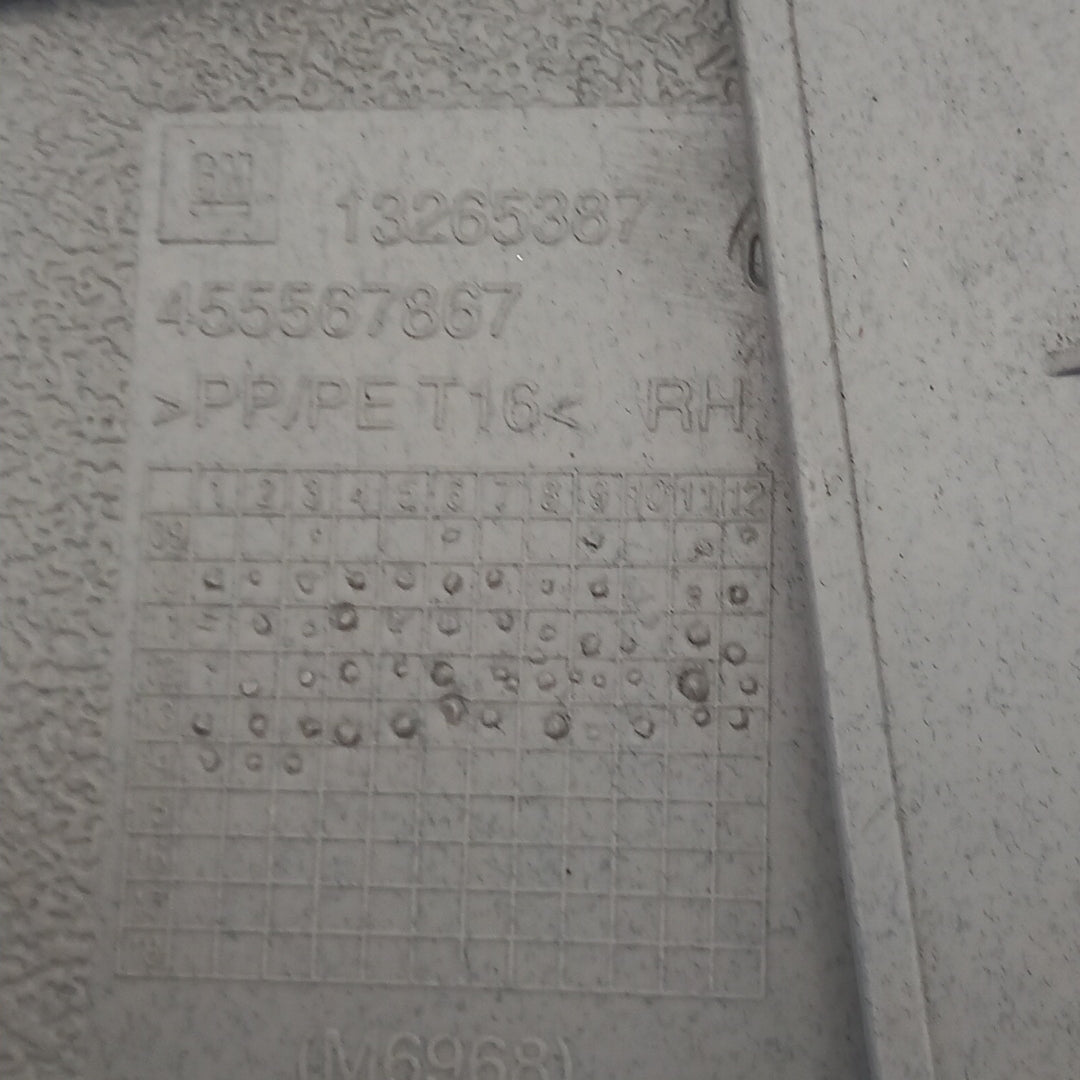 GM
13265387
455567867
>PP/PE T16< RH
1 2 3 4 5 6 7 8 9 10 11 12
(M6968)